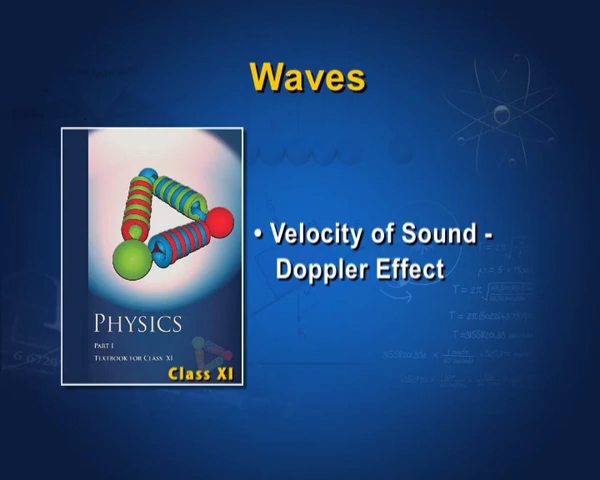 Waves
• Velocity of Sound -
Doppler Effect
PHYSICS
PART I
TEXTBOOK FOR CLASS XI
Class XI